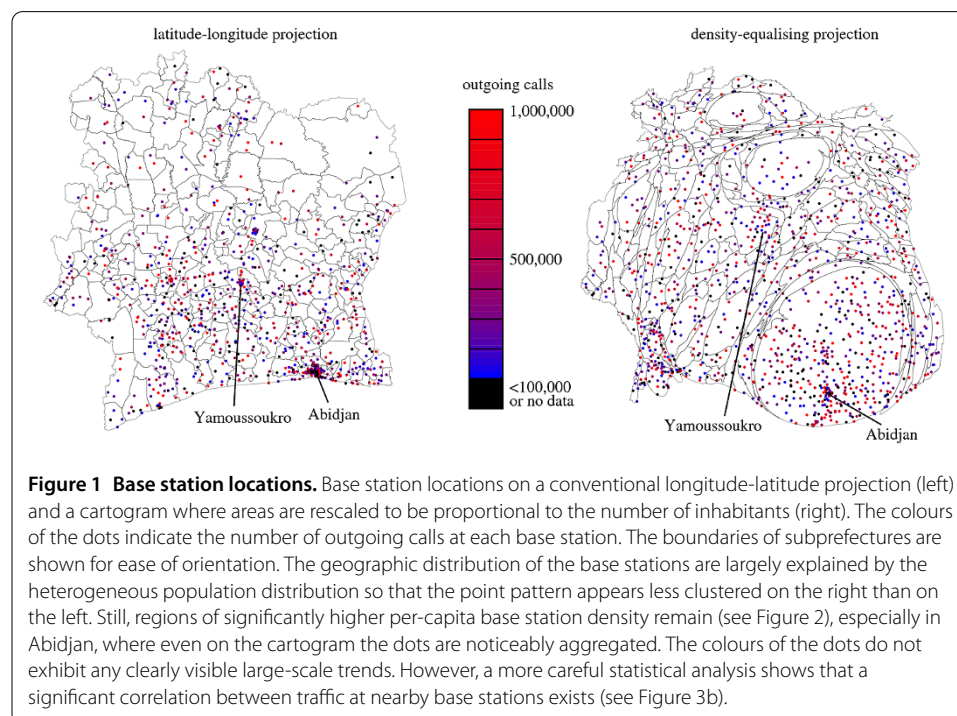 latitude-longitude projection
density-equalising projection
outgoing calls
1,000,000
500,000
<100,000
or no data
Yamoussoukro
Abidjan
Yamoussoukro
Abidjan
Figure 1 Base station locations. Base station locations on a conventional longitude-latitude projection (left)
and a cartogram where areas are rescaled to be proportional to the number of inhabitants (right). The colours
of the dots indicate the number of outgoing calls at each base station. The boundaries of subprefectures are
shown for ease of orientation. The geographic distribution of the base stations are largely explained by the
heterogeneous population distribution so that the point pattern appears less clustered on the right than on
the left. Still, regions of significantly higher per-capita base station density remain (see Figure 2), especially in
Abidjan, where even on the cartogram the dots are noticeably aggregated. The colours of the dots do not
exhibit any clearly visible large-scale trends. However, a more careful statistical analysis shows that a
significant correlation between traffic at nearby base stations exists (see Figure 3b).